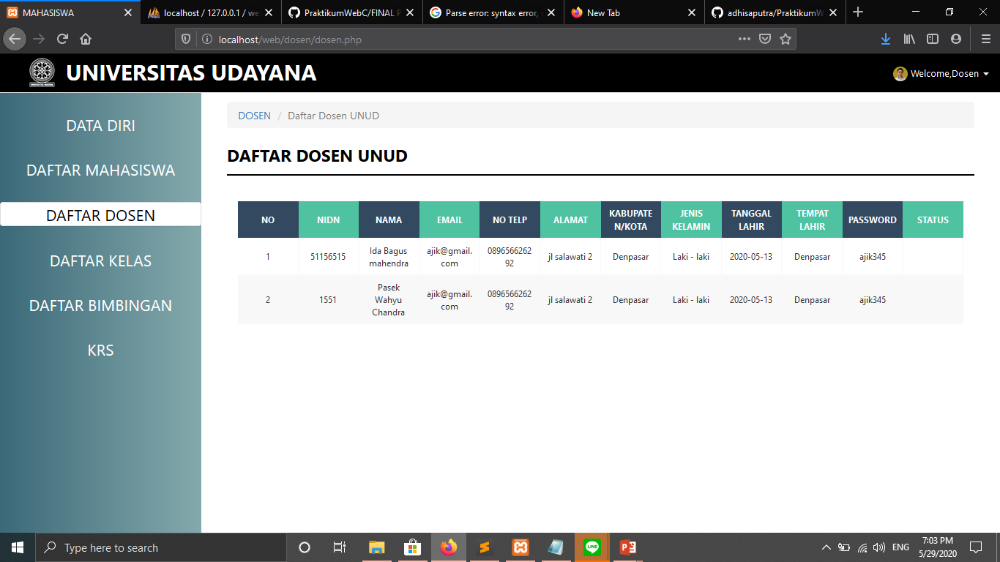 MAHASISWA
localhost / 127.0.0.1 / we
PraktikumWebC/FINAL P
Parse error: syntax error,
New Tab
adhisaputra/PraktikumW
localhost/web/dosen/dosen.php
UNIVERSITAS UDAYANA
Welcome,Dosen
DATA DIRI
DAFTAR MAHASISWA
DAFTAR DOSEN
DAFTAR KELAS
DAFTAR BIMBINGAN
KRS
DOSEN / Daftar Dosen UNUD
DAFTAR DOSEN UNUD
NO NIDN NAMA EMAIL NO TELP ALAMAT KABUPATE JENIS TANGGAL TEMPAT PASSWORD STATUS
N/KOTA KELAMIN LAHIR LAHIR
1 51156515 Ida Bagus ajik@gmail. 0896566262 jl salawati 2 Denpasar Laki - laki 2020-05-13 Denpasar ajik345
mahendra com 92
Pasek
2 1551 Wahyu ajik@gmail. 0896566262 jl salawati 2 Denpasar Laki - laki 2020-05-13 Denpasar ajik345
Chandra com 92
Type here to search
ENG
7:03 PM
5/29/2020